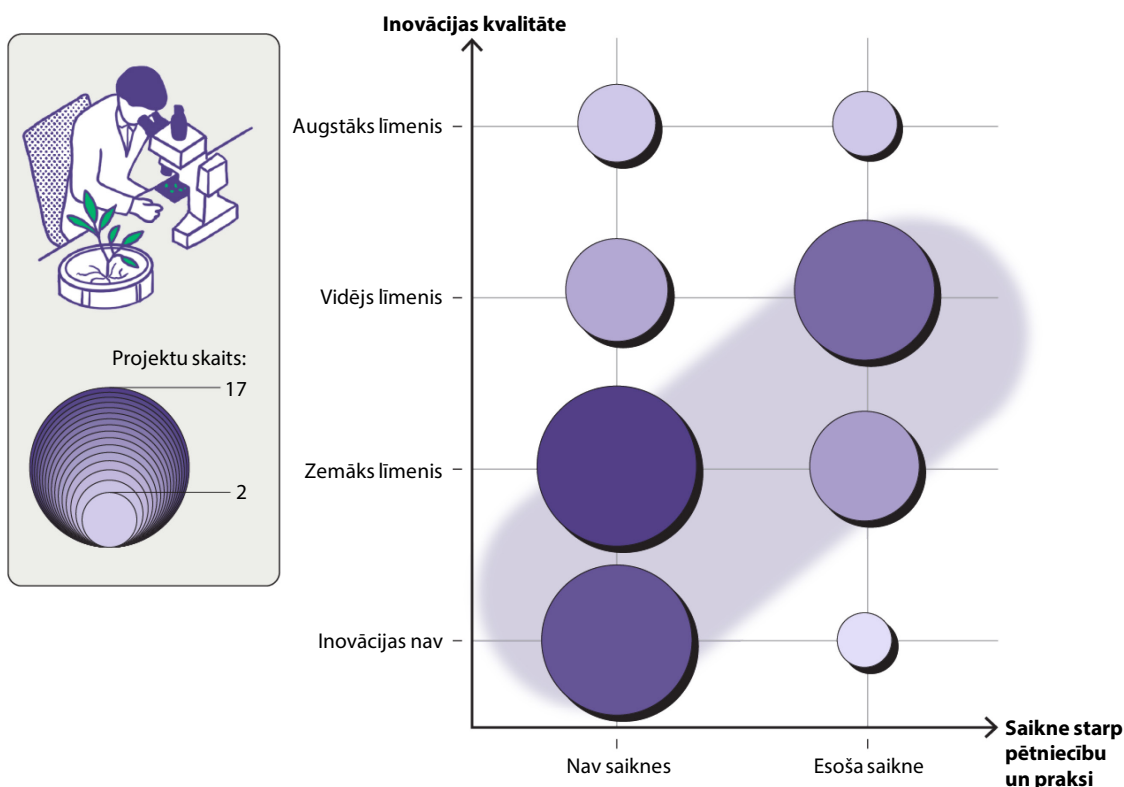 Inovācijas kvalitāte
Augstāks līmenis
Vidējs līmenis
Projektu skaits:
17
2
Zemāks līmenis
Inovācijas nav
Nav saiknes
Esoša saikne
Saikne starp
pētniecību
un praksi